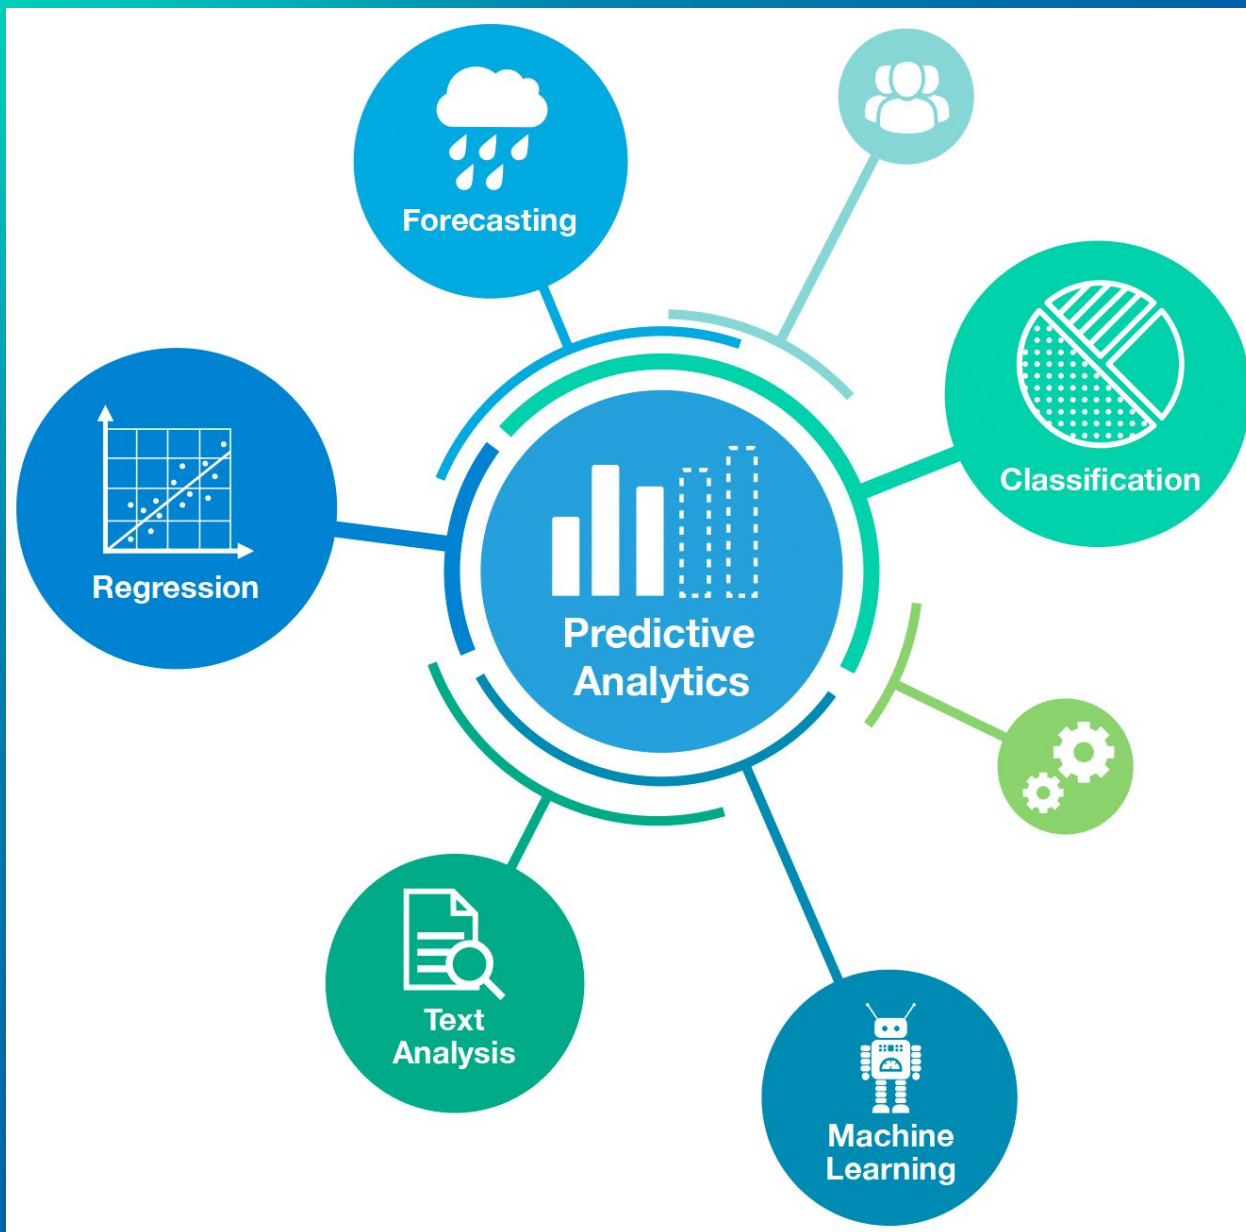 Forecasting
Classification
Regression
Predictive
Analytics
Text
Analysis
Machine
Learning